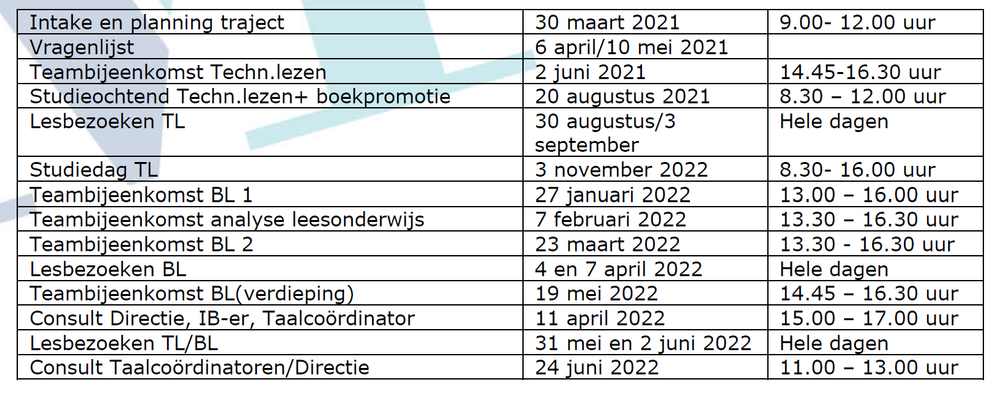 Intake en planning traject 30 maart 2021 9.00- 12.00 uur
Vragenlijst 6 april/10 mei 2021
Teambijeenkomst Techn.lezen 2 juni 2021 14.45-16.30 uur
Studieochtend Techn.lezen+ boekpromotie 20 augustus 2021 8.30 – 12.00 uur
Lesbezoeken TL 30 augustus/3 Hele dagen
september
Studiedag TL 3 november 2022 8.30- 16.00 uur
Teambijeenkomst BL 1 27 januari 2022 13.00 – 16.00 uur
Teambijeenkomst analyse leesonderwijs 7 februari 2022 13.30 – 16.30 uur
Teambijeenkomst BL 2 23 maart 2022 13.30 - 16.30 uur
Lesbezoeken BL 4 en 7 april 2022 Hele dagen
Teambijeenkomst BL(verdieping) 19 mei 2022 14.45 – 16.30 uur
Consult Directie, IB-er, Taalcoördinator 11 april 2022 15.00 – 17.00 uur
Lesbezoeken TL/BL 31 mei en 2 juni 2022 Hele dagen
Consult Taalcoördinatoren/Directie 24 juni 2022 11.00 – 13.00 uur